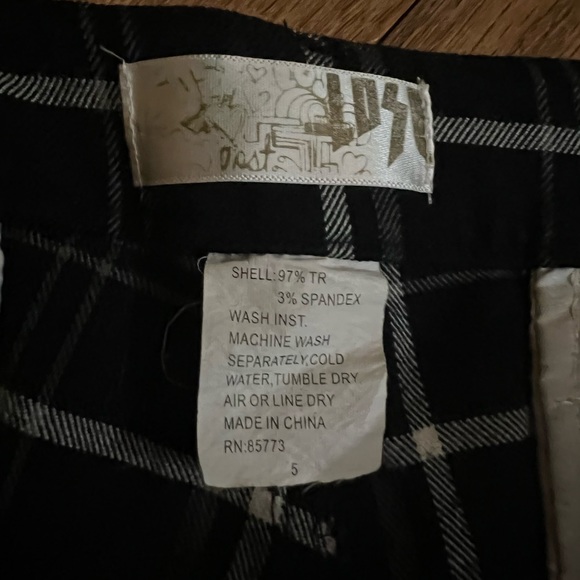 SHELL:97% TR
3% SPANDEX
WASH INST.
MACHINE WASH
SEPARATELY,COLD
WATER,TUMBLE DRY
AIR OR LINE DRY
MADE IN CHINA
RN:85773
5